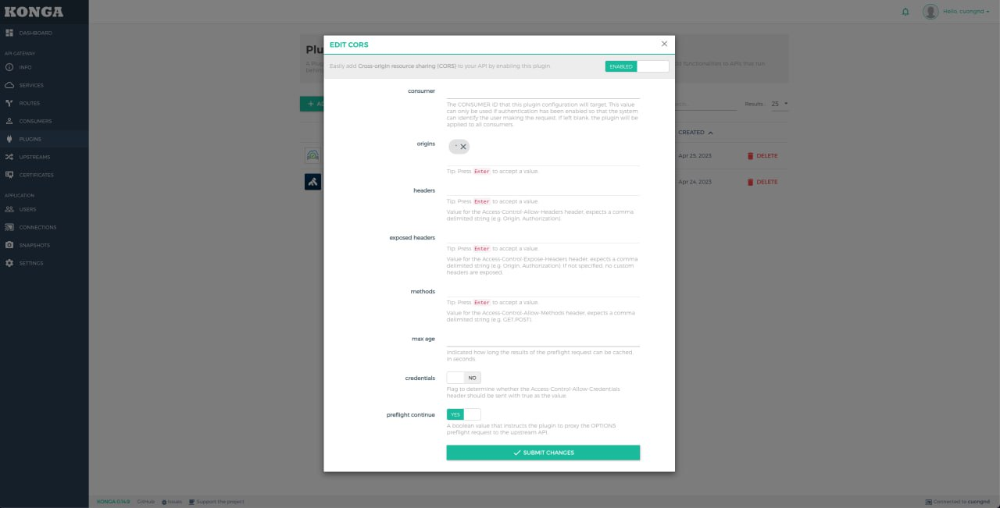 KONGA
Hello, cuongnd
DASHBOARD
API GATEWAY
INFO
SERVICES
ROUTES
CONSUMERS
PLUGINS
UPSTREAMS
CERTIFICATES
APPLICATION
USERS
CONNECTIONS
SNAPSHOTS
SETTINGS
Results :
25
CREATED
Apr 25, 2023
DELETE
Apr 24, 2023
DELETE
EDIT CORS
Easily add Cross-origin resource sharing (CORS) to your API by enabling this plugin.
ENABLED
consumer
The CONSUMER ID that this plugin configuration will target. This value
can only be used if authentication has been enabled so that the system
can identify the user making the request. If left blank, the plugin will be
applied to all consumers.
origins
*
Tip: Press Enter to accept a value.
headers
Tip: Press Enter to accept a value.
Value for the Access-Control-Allow-Headers header, expects a comma
delimited string (e.g. Origin, Authorization).
exposed headers
Tip: Press Enter to accept a value.
Value for the Access-Control-Expose-Headers header, expects a comma
delimited string (e.g. Origin, Authorization). If not specified, no custom
headers are exposed.
methods
Tip: Press Enter to accept a value.
Value for the Access-Control-Allow-Methods header, expects a comma
delimited string (e.g. GET,POST).
max age
Indicated how long the results of the preflight request can be cached
in seconds.
credentials
NO
Flag to determine whether the Access-Control-Allow-Credentials
header should be sent with true as the value.
preflight continue
YES
A boolean value that instructs the plugin to proxy the OPTIONS
preflight request to the upstream API.
SUBMIT CHANGES
KONGA 0.14.9
GitHub
Issues
Support the project
Connected to cuongnd